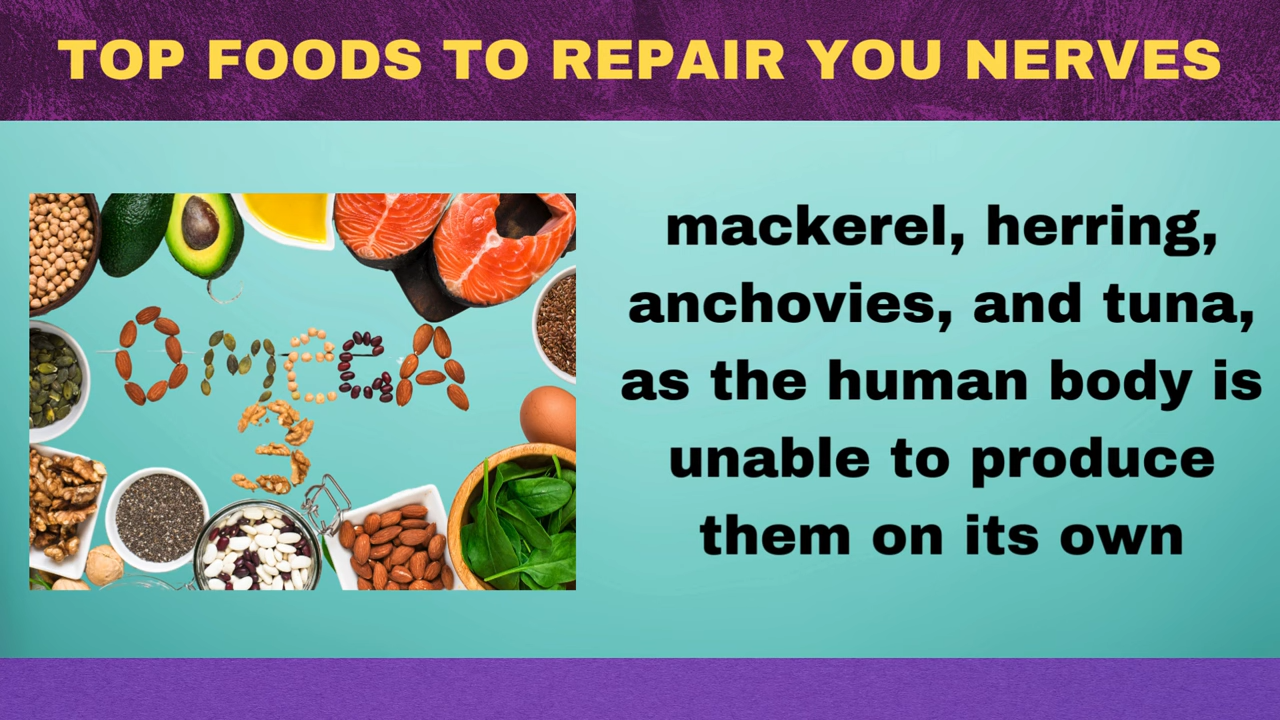 TOP FOODS TO REPAIR YOU NERVES
OMEGA
3
mackerel, herring,
anchovies, and tuna,
as the human body is
unable to produce
them on its own